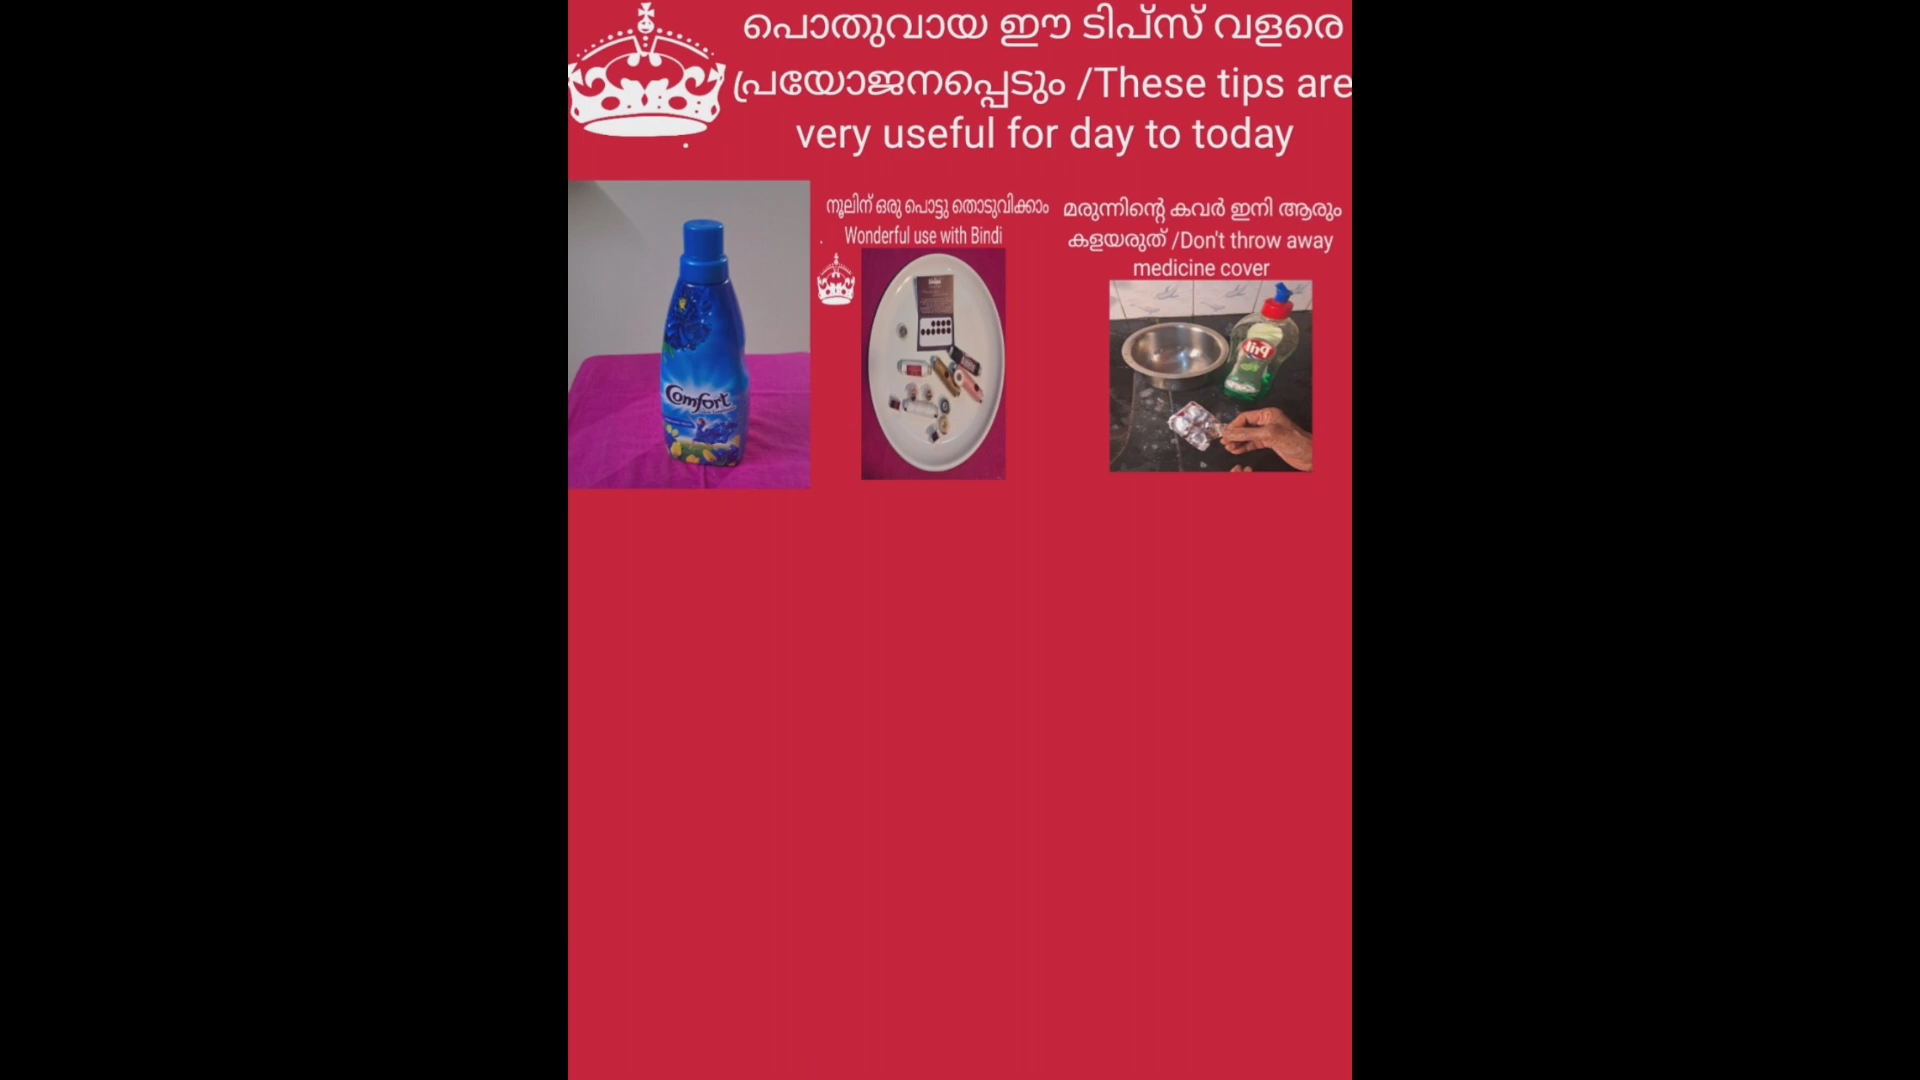 പൊതുവായ ഈ ടിപ്സ് വളരെ
പ്രയോജനപ്പെടും /These tips are
very useful for day to today
നൂലിന് ഒരു പൊട്ടു തൊടുവിക്കാം
Wonderful use with Bindi
മരുന്നിന്റെ കവർ ഇനി ആരും
കളയരുത് /Don't throw away
medicine cover
Comfort
Pril